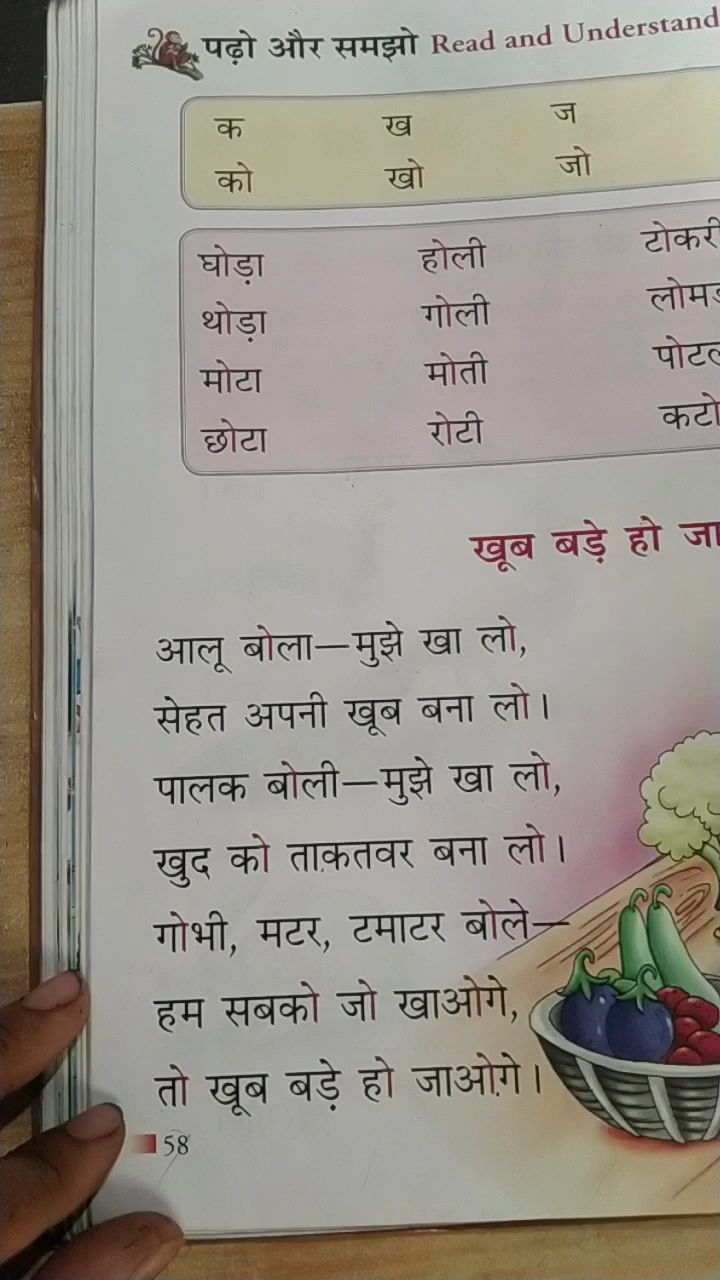 पढ़ो और समझो Read and Understand
क ख ज
को खो जो
घोड़ा होली टोकरी
थोड़ा गोली
मोटा मोती
छोटा रोटी
खूब बड़े हो
आलू बोला—मुझे खा लो,
सेहत अपनी खूब बना लो।
पालक बोली—मुझे खा लो,
खुद को ताक़तवर बना लो।
गोभी, मटर, टमाटर बोले—
हम सबको जो खाओगे,
तो खूब बड़े हो जाओगे।
58